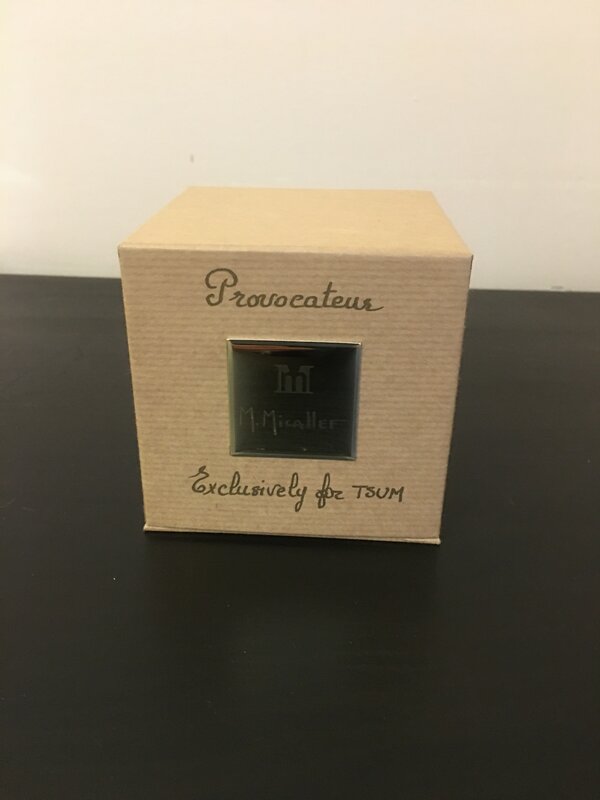 Provocateur
M
M.Micallef
Exclusively for TSUM